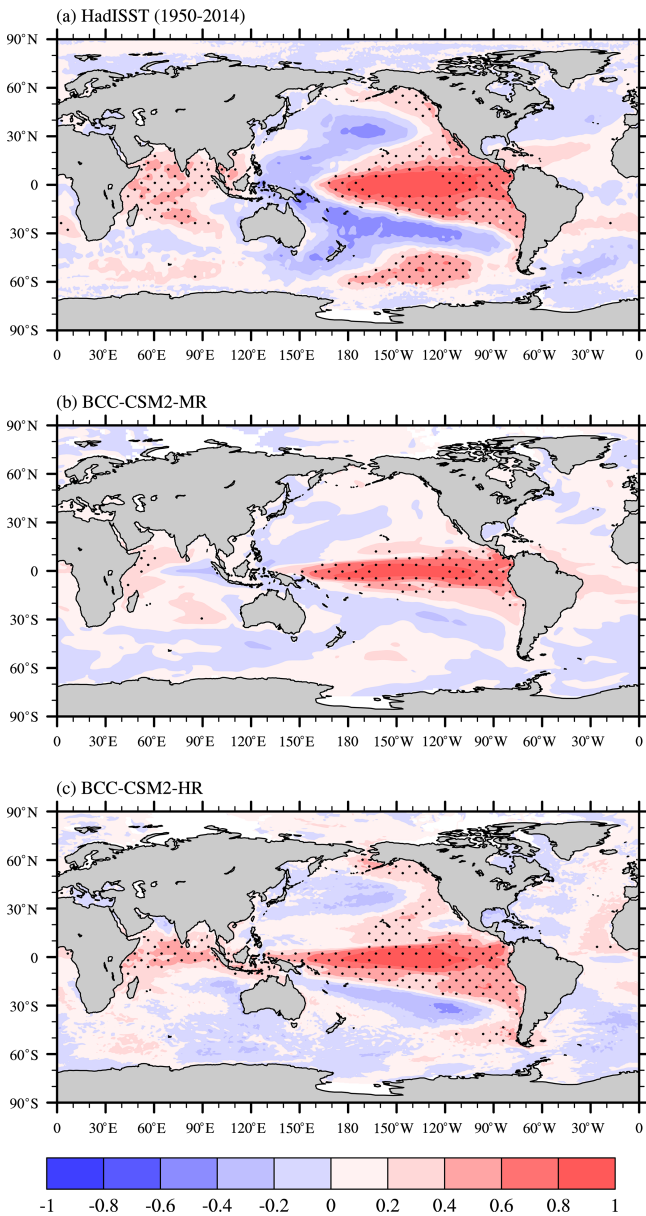 (a) HadISST (1950-2014)
90°N
60°N
30°N
0
30°S
60°S
90°S
0 30°E 60°E 90°E 120°E 150°E 180 150°W 120°W 90°W 60°W 30°W 0
(b) BCC-CSM2-MR
90°N
60°N
30°N
0
30°S
60°S
90°S
0 30°E 60°E 90°E 120°E 150°E 180 150°W 120°W 90°W 60°W 30°W 0
(c) BCC-CSM2-HR
90°N
60°N
30°N
0
30°S
60°S
90°S
0 30°E 60°E 90°E 120°E 150°E 180 150°W 120°W 90°W 60°W 30°W 0
-1 -0.8 -0.6 -0.4 -0.2 0 0.2 0.4 0.6 0.8 1